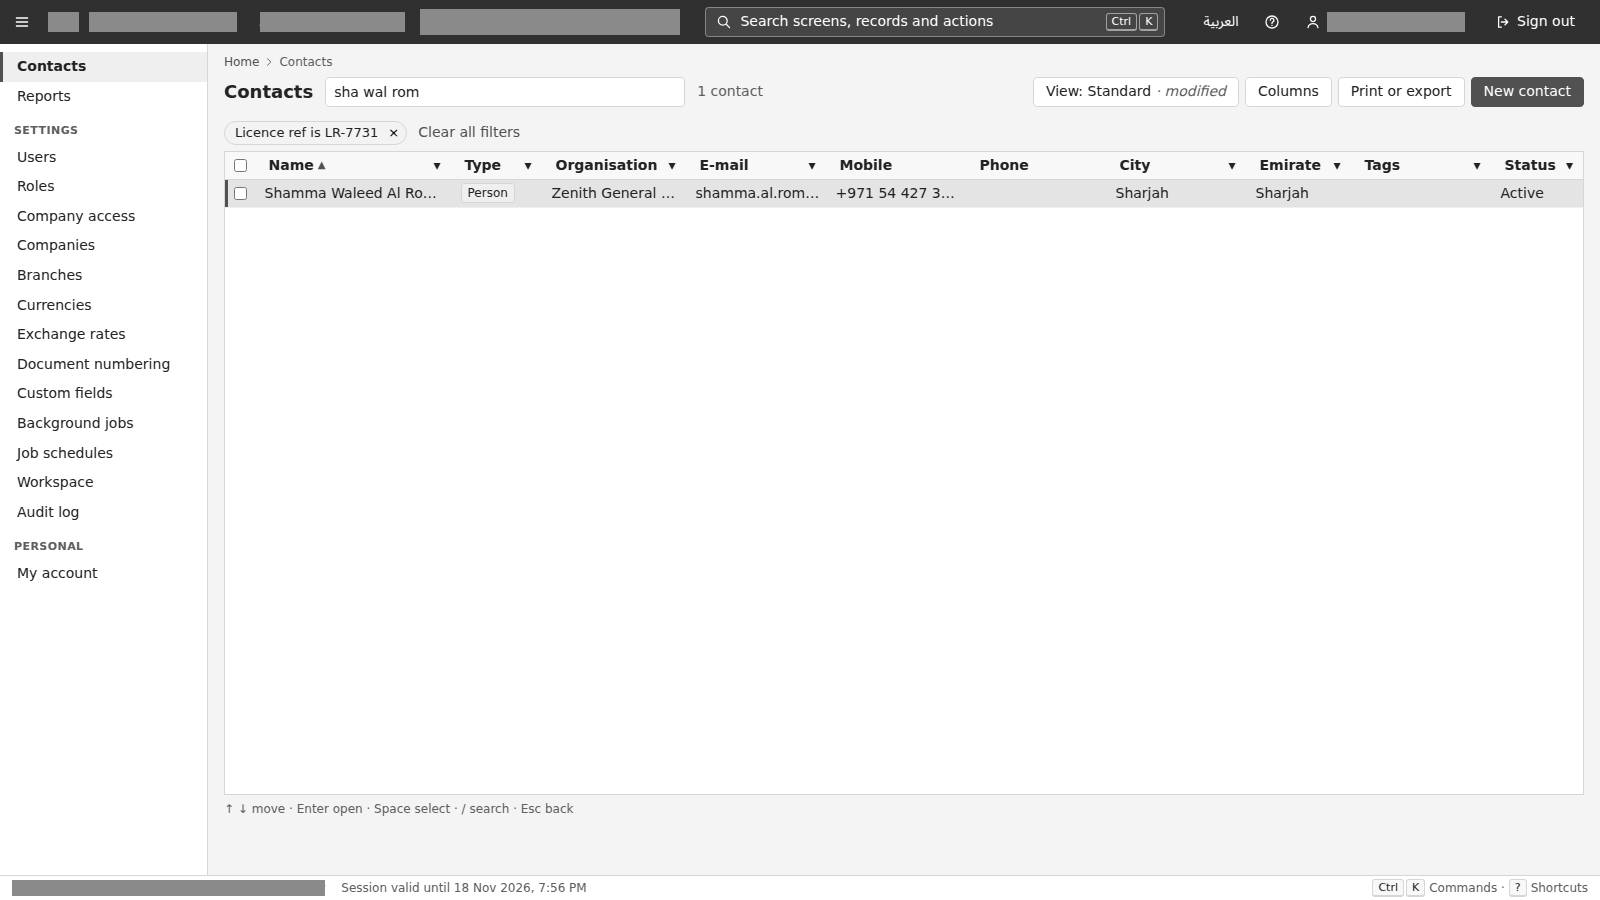 Search screens, records and actions Ctrl K العربية Sign out
Contacts
Reports
SETTINGS
Users
Roles
Company access
Companies
Branches
Currencies
Exchange rates
Document numbering
Custom fields
Background jobs
Job schedules
Workspace
Audit log
PERSONAL
My account
Home > Contacts
Contacts sha wal rom 1 contact View: Standard · modified Columns Print or export New contact
Licence ref is LR-7731 × Clear all filters
Name ▲ ▼ Type ▼ Organisation ▼ E-mail ▼ Mobile Phone City ▼ Emirate ▼ Tags ▼ Status ▼
Shamma Waleed Al Ro… Person Zenith General … shamma.al.rom… +971 54 427 3… Sharjah Sharjah Active
↑ ↓ move · Enter open · Space select · / search · Esc back
Session valid until 18 Nov 2026, 7:56 PM Ctrl K Commands · ? Shortcuts